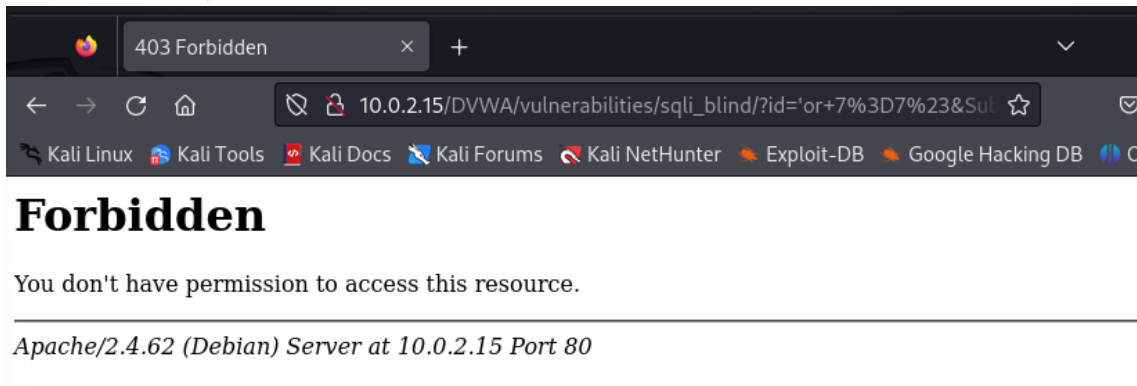 403 Forbidden
10.0.2.15/DVWA/vulnerabilities/sqli_blind/?id='or+7%3D7%23&Sub
Kali Linux Kali Tools Kali Docs Kali Forums Kali NetHunter Exploit-DB Google Hacking DB
Forbidden
You don't have permission to access this resource.
Apache/2.4.62 (Debian) Server at 10.0.2.15 Port 80